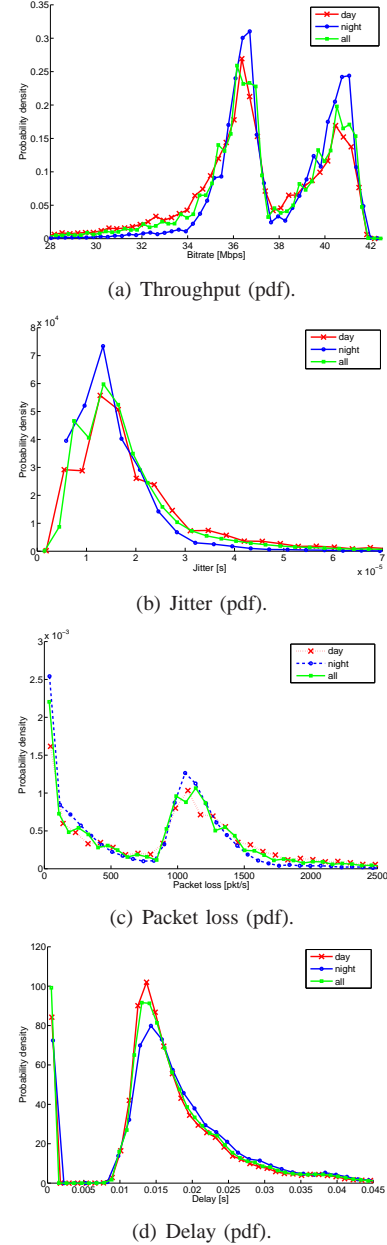 0.35
0.3
0.25
0.2
0.15
0.1
0.05
0
Probability density
day
night
all
28 30 32 34 36 38 40 42
Bitrate [Mbps]
(a) Throughput (pdf).
8 x 10^4
7
6
5
4
3
2
1
0
Probability density
day
night
all
0 1 2 3 4 5 6 7
Jitter [s]
x 10^−5
(b) Jitter (pdf).
3 x 10^−3
2.5
2
1.5
1
0.5
0
Probability density
day
night
all
0 500 1000 1500 2000 2500
Packet loss [pkt/s]
(c) Packet loss (pdf).
120
100
80
60
40
20
0
Probability density
day
night
all
0 0.005 0.01 0.015 0.02 0.025 0.03 0.035 0.04 0.045
Delay [s]
(d) Delay (pdf).